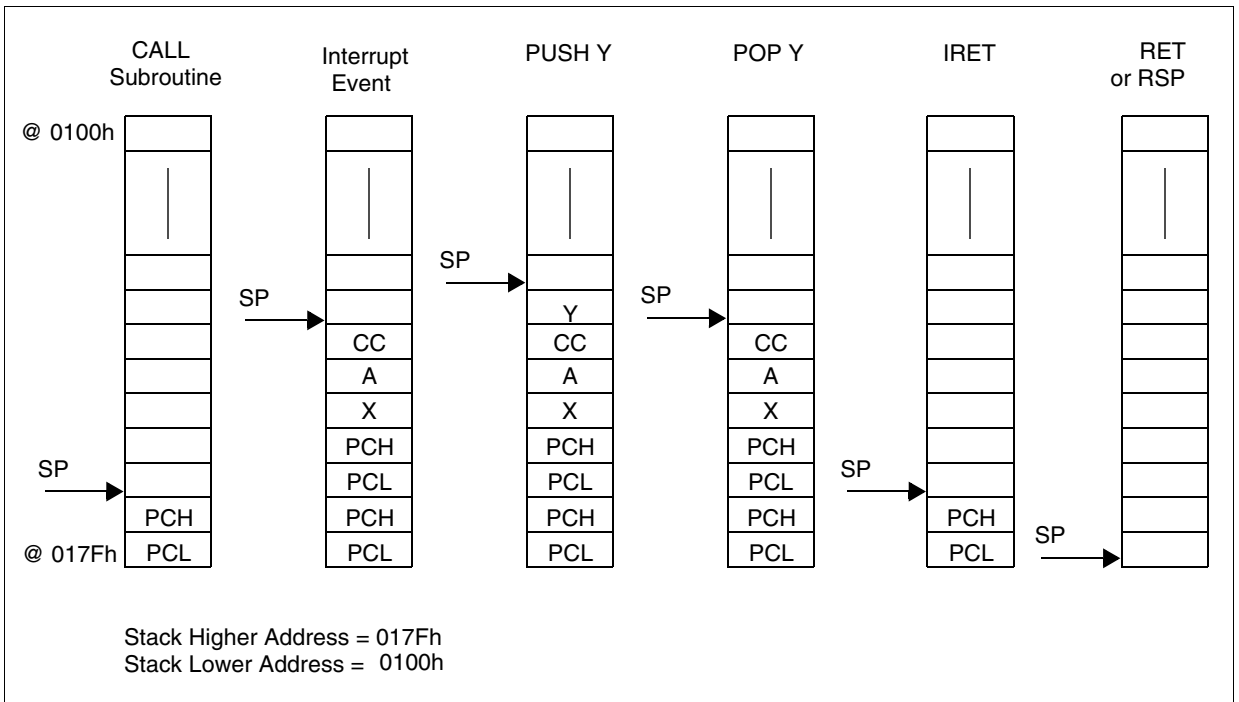 CALL
Subroutine
Interrupt
Event
PUSH Y
POP Y
IRET
RET
or RSP
@ 0100h
SP
SP
SP
Y
SP
CC
CC
CC
A
A
A
X
X
X
PCH
PCH
PCH
SP
PCL
PCL
PCL
SP
PCH
PCH
PCH
PCH
PCH
SP
@ 017Fh
PCL
PCL
PCL
PCL
PCL
Stack Higher Address = 017Fh
Stack Lower Address = 0100h